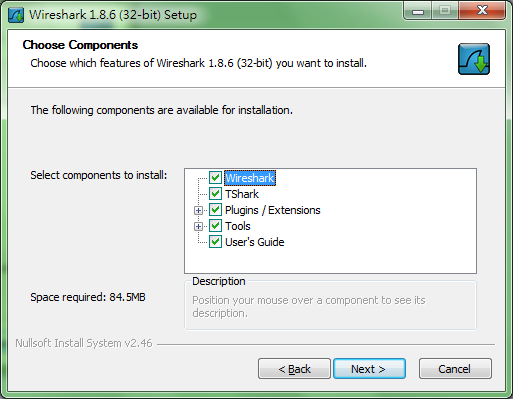 Wireshark 1.8.6 (32-bit) Setup
Choose Components
Choose which features of Wireshark 1.8.6 (32-bit) you want to install.
The following components are available for installation.
Select components to install:
Wireshark
TShark
Plugins / Extensions
Tools
User's Guide
Space required: 84.5MB
Description
Position your mouse over a component to see its
description.
Nullsoft Install System v2.46
< Back
Next >
Cancel